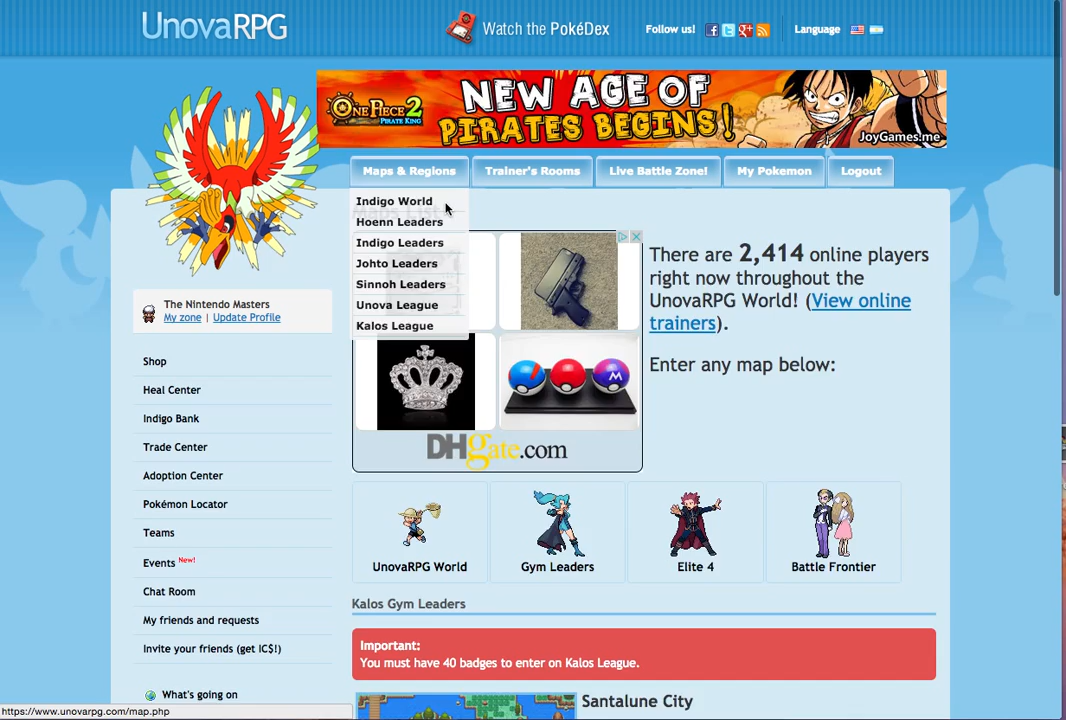 UnovaRPG
Watch the PokéDex
Follow us!
Language
ONE PIECE 2
PIRATE KING
NEW AGE OF
PIRATES BEGINS!
JoyGames.me
Maps & Regions
Trainer's Rooms
Live Battle Zone!
My Pokemon
Logout
Indigo World
Hoenn Leaders
Indigo Leaders
Johto Leaders
Sinnoh Leaders
Unova League
Kalos League
The Nintendo Masters
My zone | Update Profile
Shop
Heal Center
Indigo Bank
Trade Center
Adoption Center
Pokémon Locator
Teams
Events New!
Chat Room
My friends and requests
Invite your friends (get IC$!)
What's going on
M
DHgate.com
There are 2,414 online players
right now throughout the
UnovaRPG World! (View online
trainers).
Enter any map below:
UnovaRPG World
Gym Leaders
Elite 4
Battle Frontier
Kalos Gym Leaders
Important:
You must have 40 badges to enter on Kalos League.
Santalune City
https://www.unovarpg.com/map.php